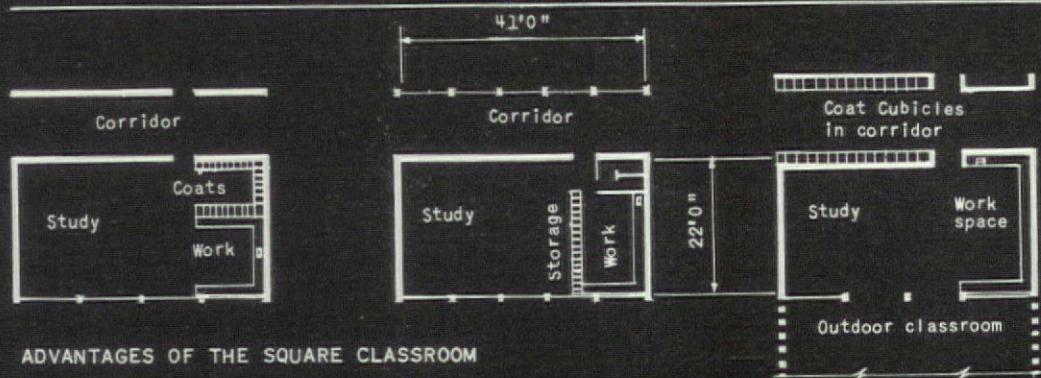 41'0"
Corridor
Corridor
Coat Cubicles
in corridor
Coats
Study
Work
Study
Storage
Work
22'0"
Study
Work
space
Outdoor classroom
ADVANTAGES OF THE SQUARE CLASSROOM